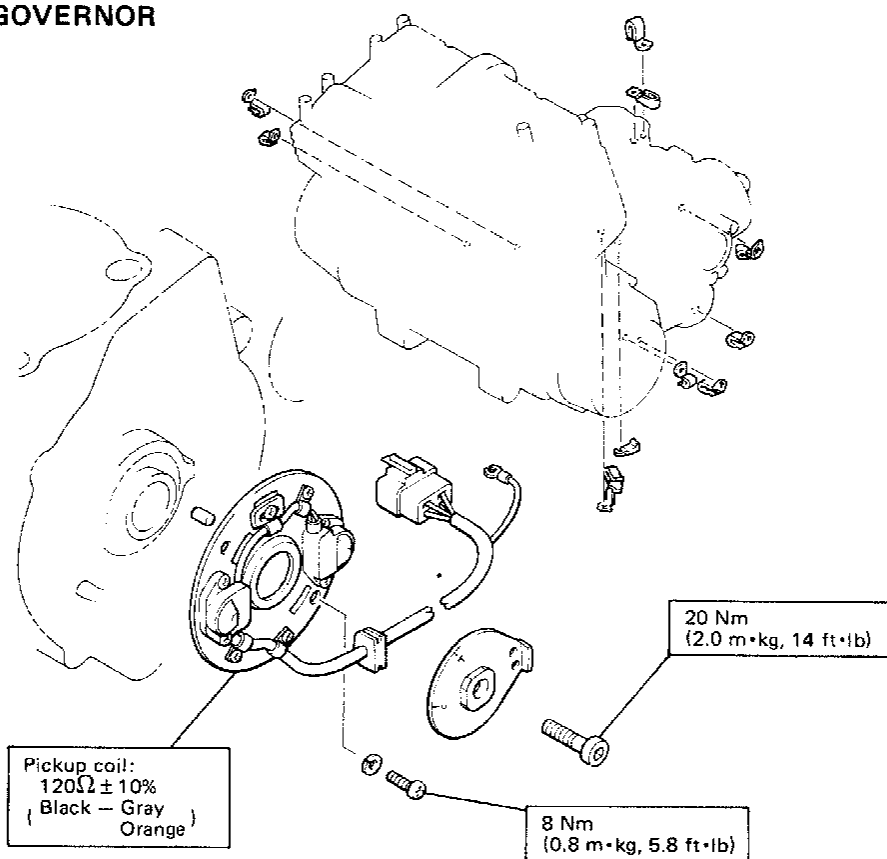 GOVERNOR
20 Nm
(2.0 m•kg, 14 ft•lb)
Pickup coil:
120Ω ± 10%
( Black – Gray
Orange )
8 Nm
(0.8 m•kg, 5.8 ft•lb)